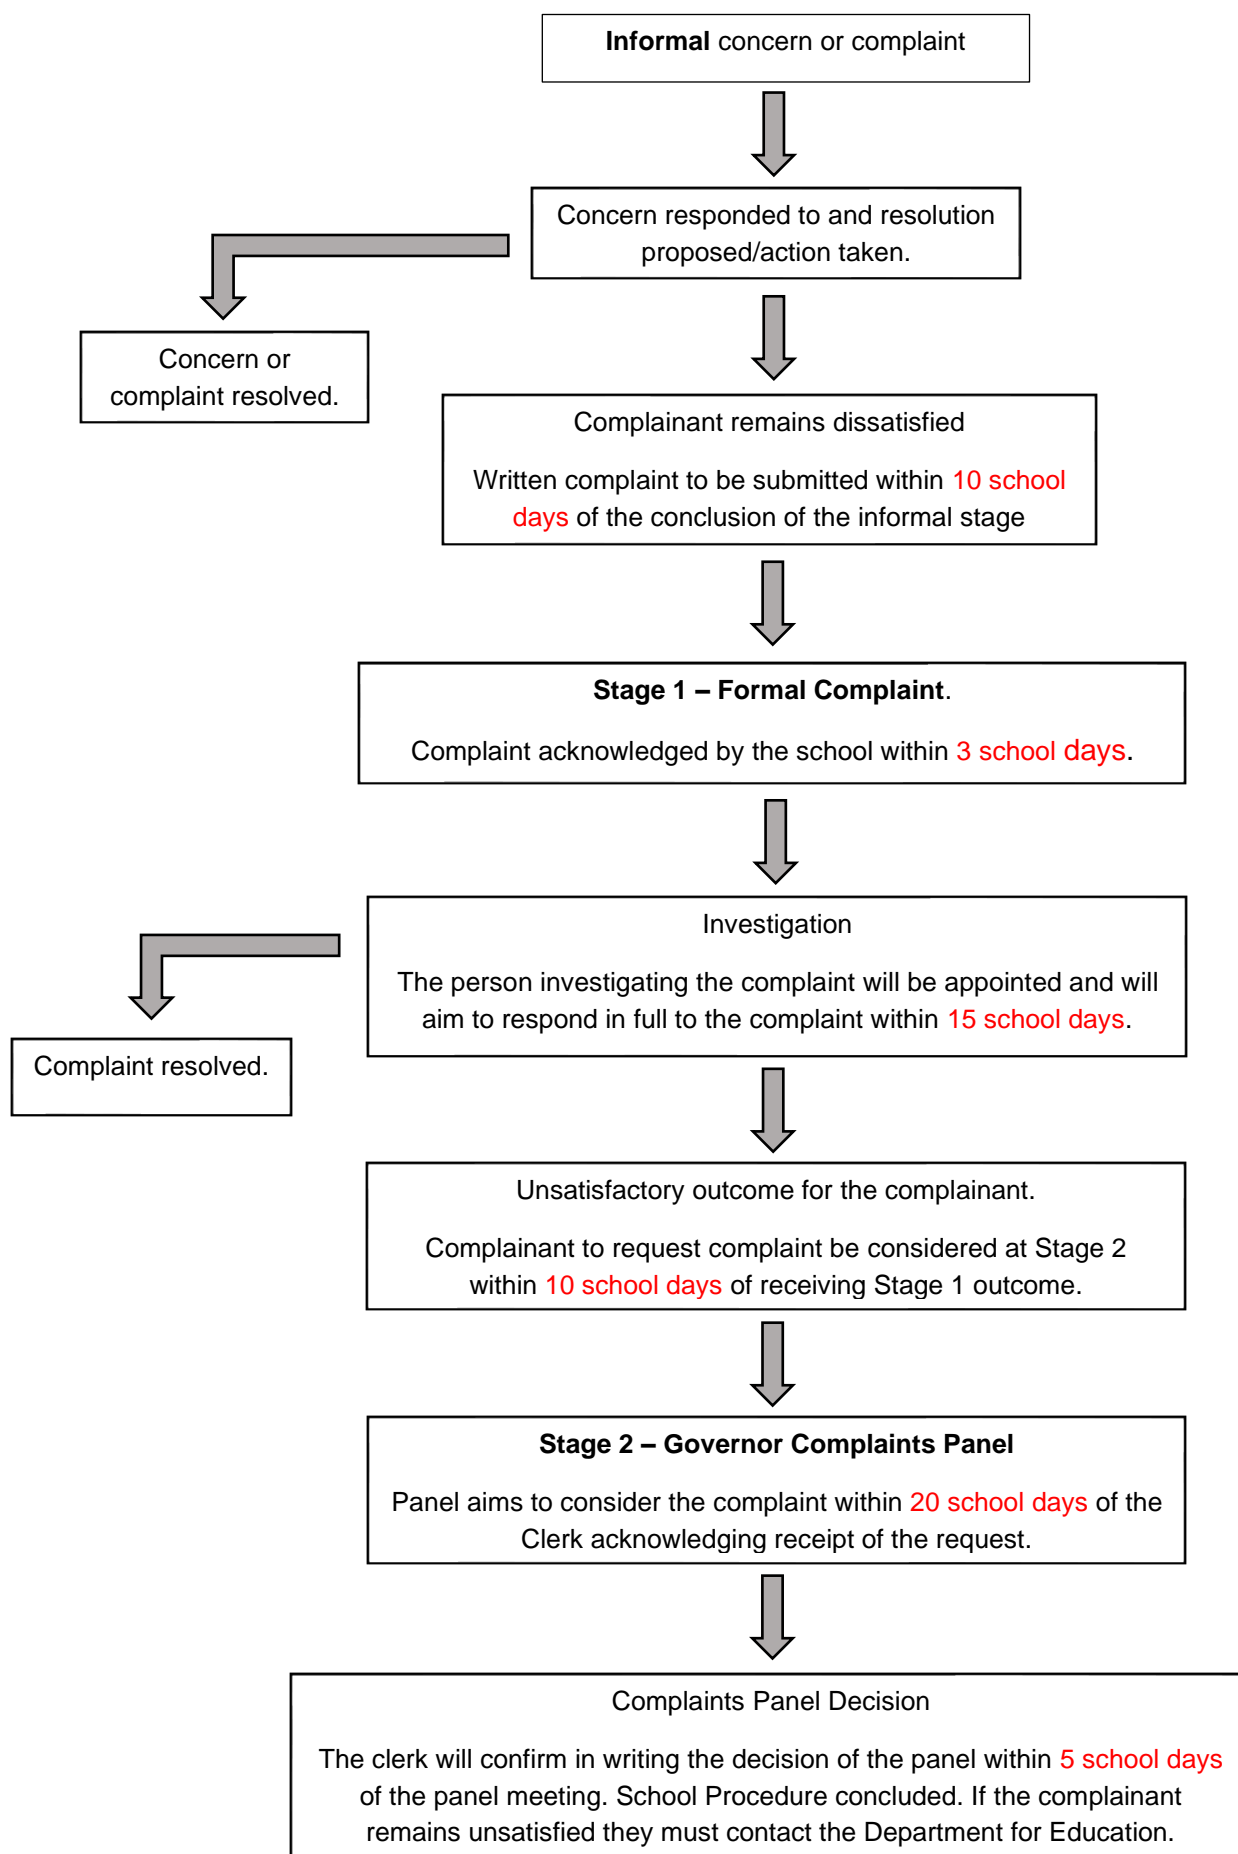 Informal concern or complaint
Concern responded to and resolution
proposed/action taken.
Concern or
complaint resolved.
Complainant remains dissatisfied
Written complaint to be submitted within 10 school
days of the conclusion of the informal stage
Stage 1 – Formal Complaint.
Complaint acknowledged by the school within 3 school days.
Investigation
The person investigating the complaint will be appointed and will
aim to respond in full to the complaint within 15 school days.
Complaint resolved.
Unsatisfactory outcome for the complainant.
Complainant to request complaint be considered at Stage 2
within 10 school days of receiving Stage 1 outcome.
Stage 2 – Governor Complaints Panel
Panel aims to consider the complaint within 20 school days of the
Clerk acknowledging receipt of the request.
Complaints Panel Decision
The clerk will confirm in writing the decision of the panel within 5 school days
of the panel meeting. School Procedure concluded. If the complainant
remains unsatisfied they must contact the Department for Education.